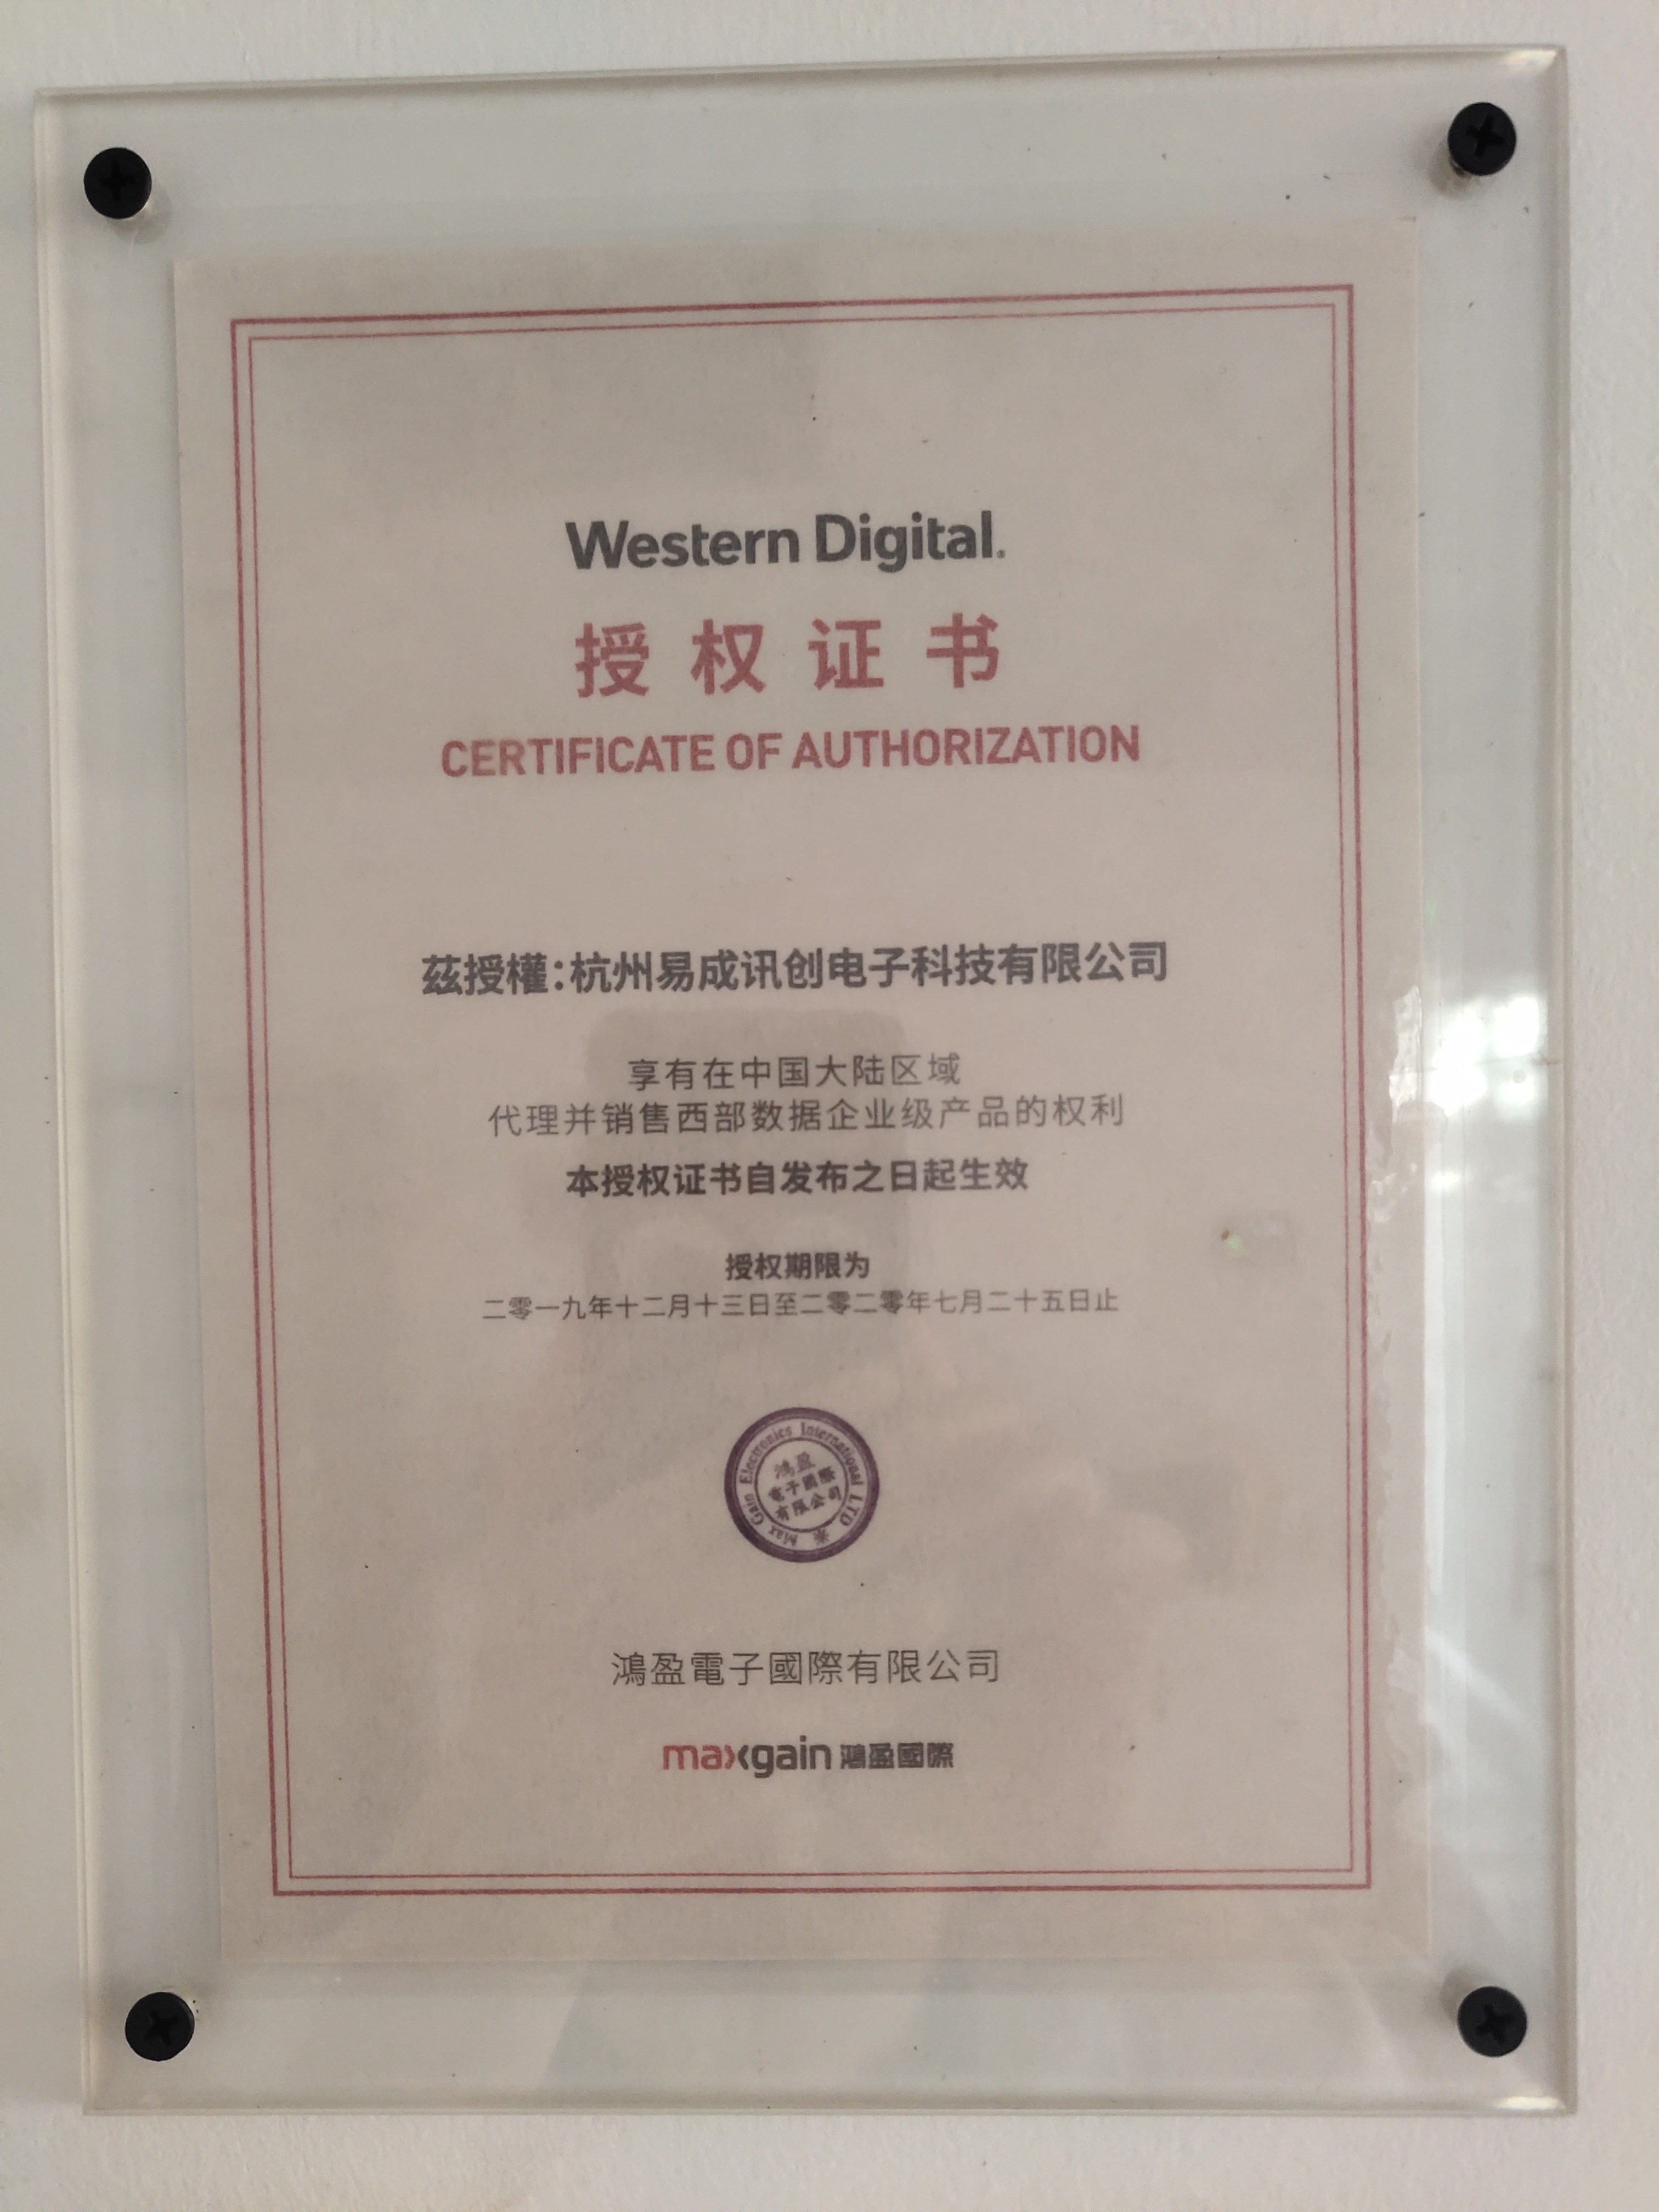 Western Digital.
授权证书
CERTIFICATE OF AUTHORIZATION
茲授權:杭州易成讯创电子科技有限公司
享有在中国大陆区域
代理并销售西部数据企业级产品的权利
本授权证书自发布之日起生效
授权期限为
二零一九年十二月十三日至二零二零年七月二十五日止
Max Gain Electronics International LTD
鴻盈
電子國際
有限公司
鴻盈電子國際有限公司
maxgain 鴻盈國際